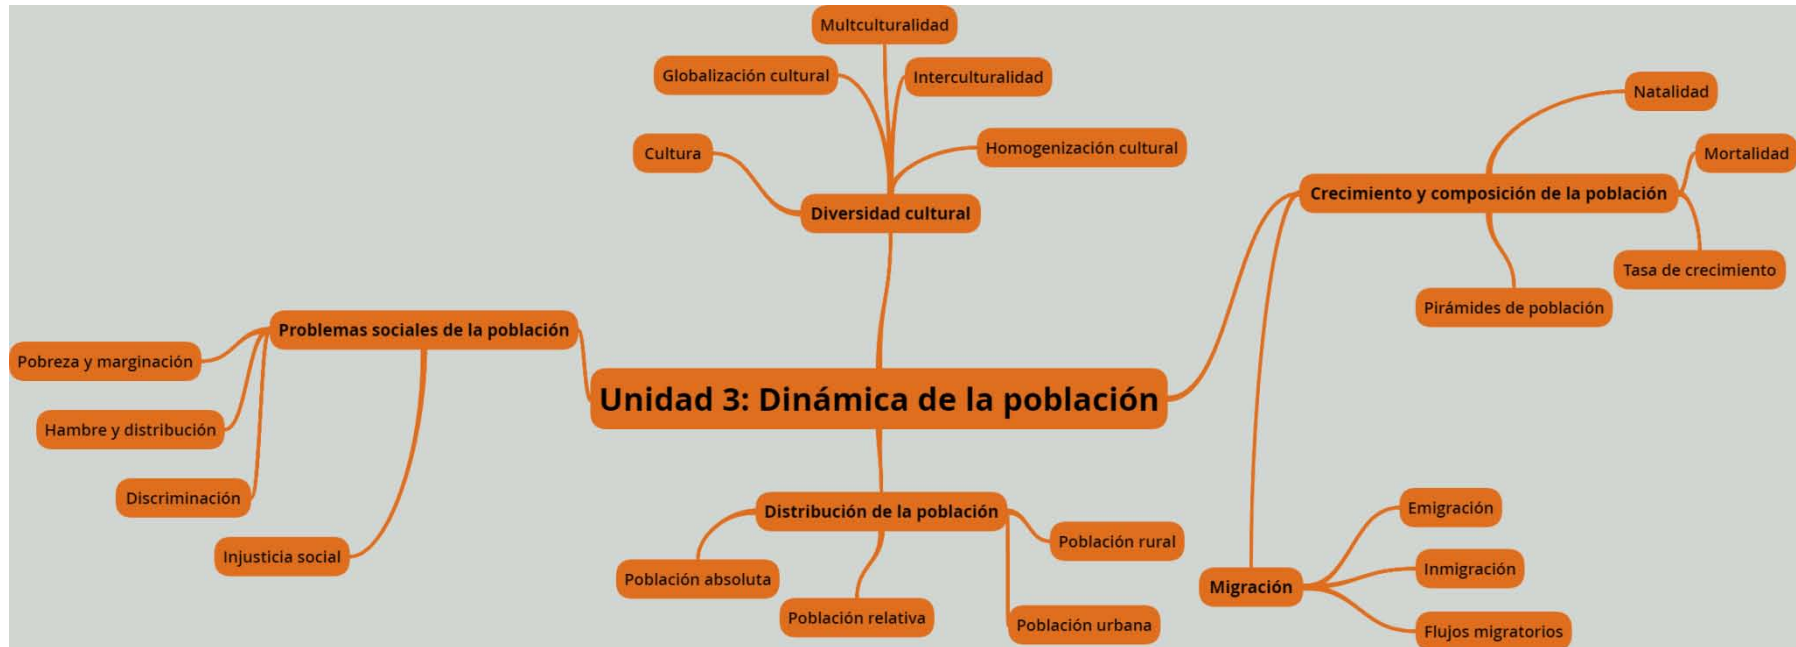 Multculturalidad
Globalización cultural
Interculturalidad
Cultura
Homogenización cultural
Diversidad cultural
Natalidad
Mortalidad
Crecimiento y composición de la población
Tasa de crecimiento
Pirámides de población
Problemas sociales de la población
Pobreza y marginación
Hambre y distribución
Discriminación
Injusticia social
Unidad 3: Dinámica de la población
Distribución de la población
Población absoluta
Población relativa
Población rural
Población urbana
Migración
Emigración
Inmigración
Flujos migratorios